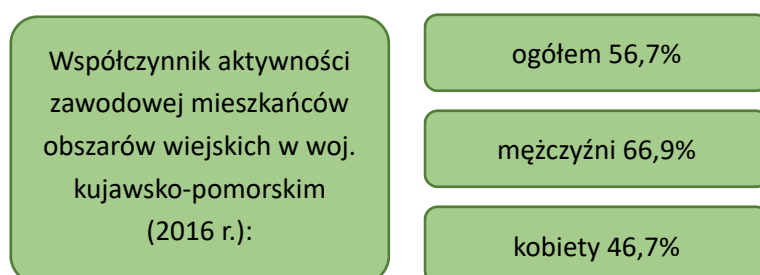 Współczynnik aktywności
zawodowej mieszkańców
obszarów wiejskich w woj.
kujawsko-pomorskim
(2016 r.):
ogółem 56,7%
mężczyźni 66,9%
kobiety 46,7%